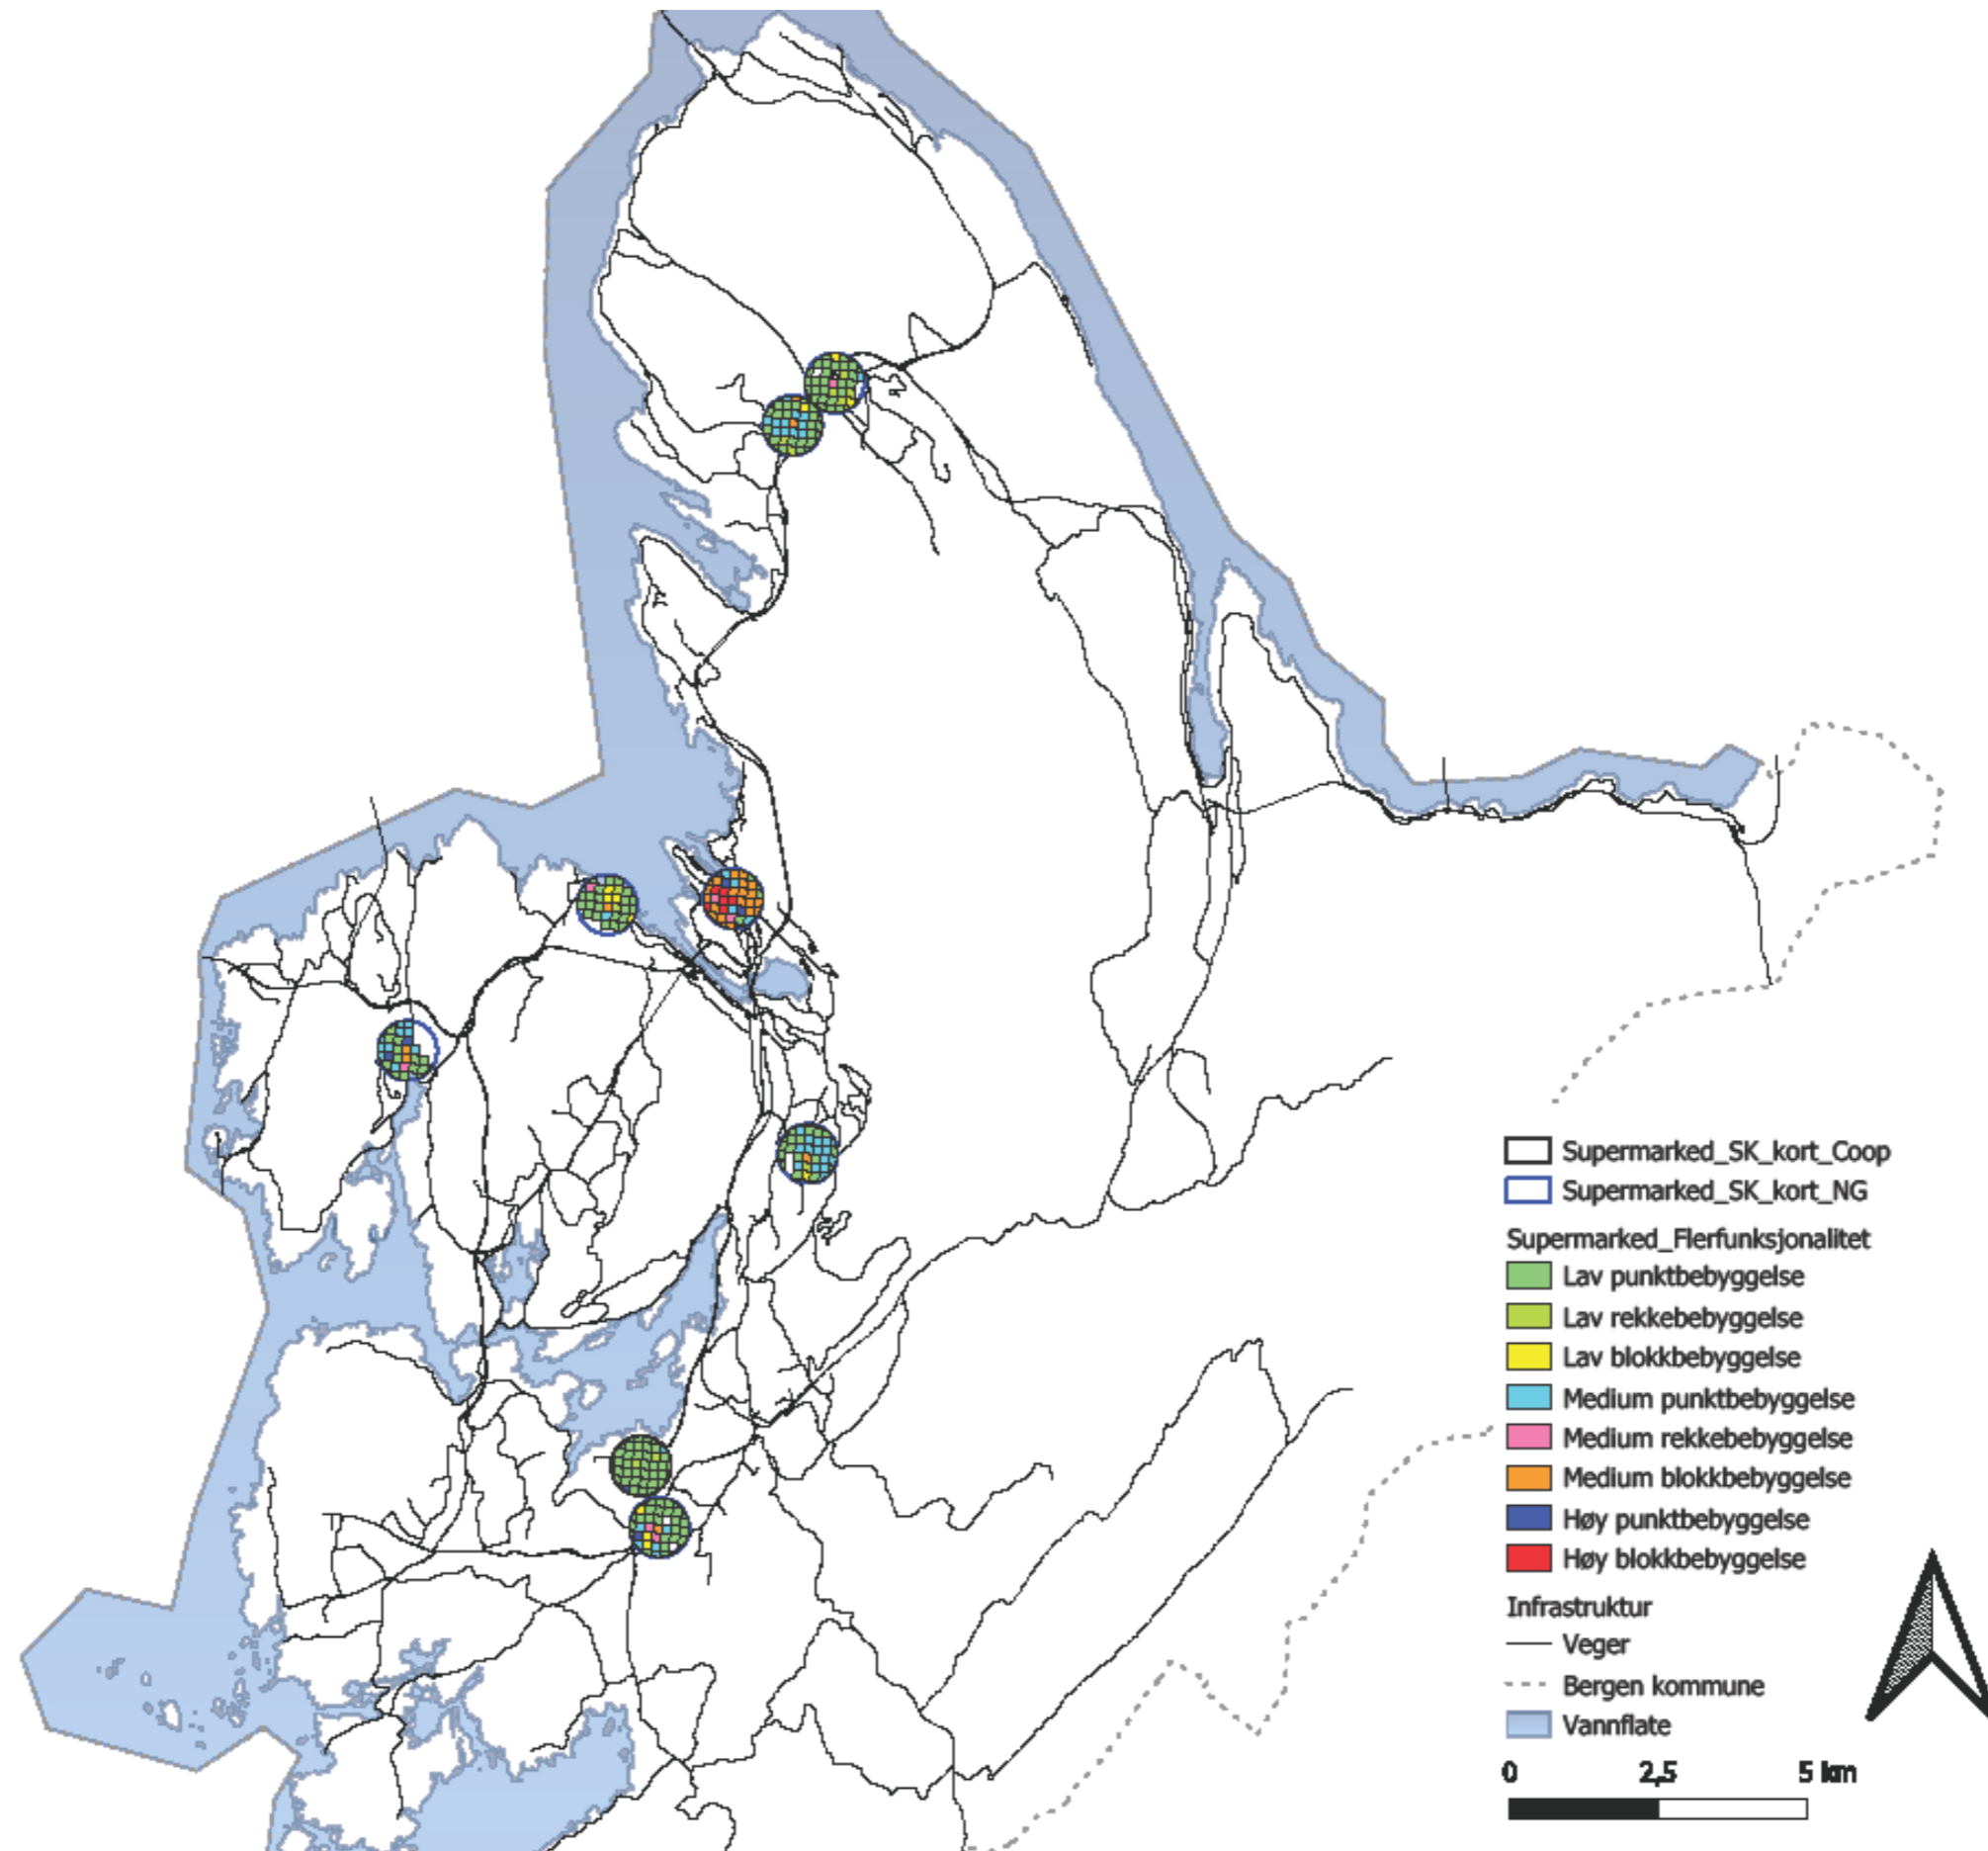 Supermarked_SK_kort_Coop
Supermarked_SK_kort_NG
Supermarked_Flerfunksjonalitet
Lav punktbebyggelse
Lav rekkebebyggelse
Lav blokkbebyggelse
Medium punktbebyggelse
Medium rekkebebyggelse
Medium blokkbebyggelse
Høy punktbebyggelse
Høy blokkbebyggelse
Infrastruktur
Veger
Bergen kommune
Vannflate
0 2,5 5 km